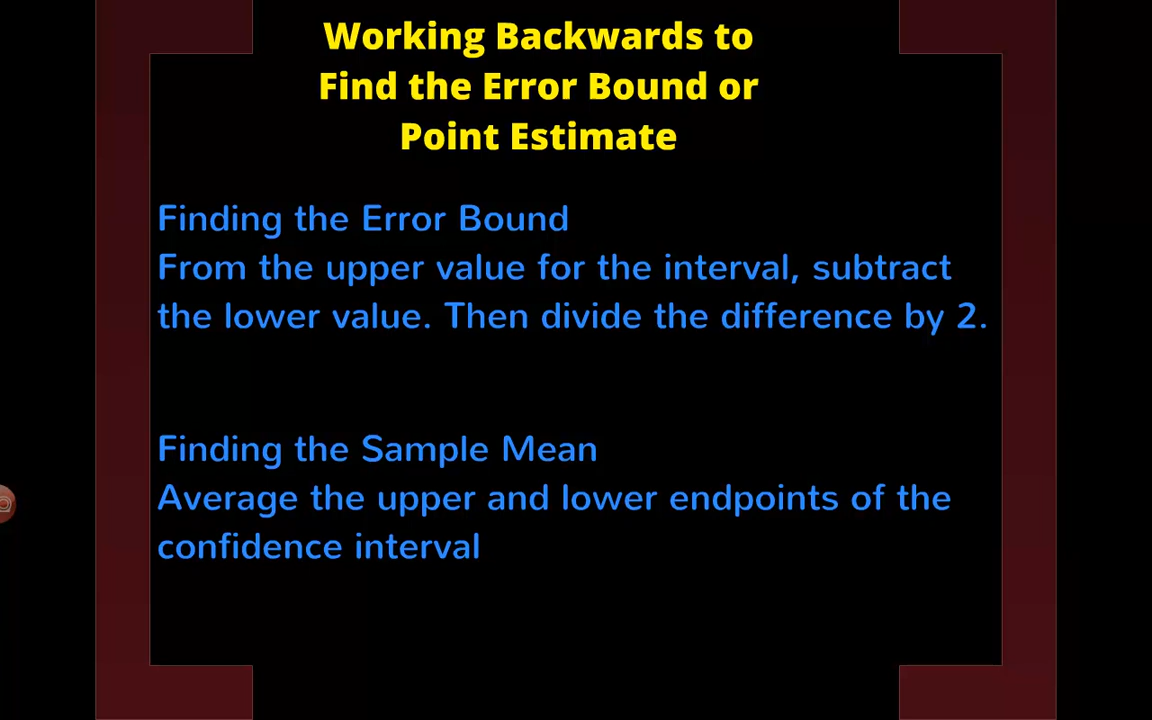 Working Backwards to
Find the Error Bound or
Point Estimate
Finding the Error Bound
From the upper value for the interval, subtract
the lower value. Then divide the difference by 2.
Finding the Sample Mean
Average the upper and lower endpoints of the
confidence interval